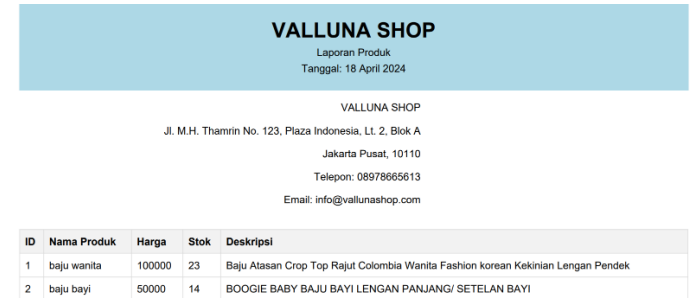 VALLUNA SHOP
Laporan Produk
Tanggal: 18 April 2024
VALLUNA SHOP
Jl. M.H. Thamrin No. 123, Plaza Indonesia, Lt. 2, Blok A
Jakarta Pusat, 10110
Telepon: 08978665613
Email: info@vallunashop.com
ID Nama Produk Harga Stok Deskripsi
1 baju wanita 100000 23 Baju Atasan Crop Top Rajut Colombia Wanita Fashion korean Kekinian Lengan Pendek
2 baju bayi 50000 14 BOOGIE BABY BAJU BAYI LENGAN PANJANG/ SETELAN BAYI